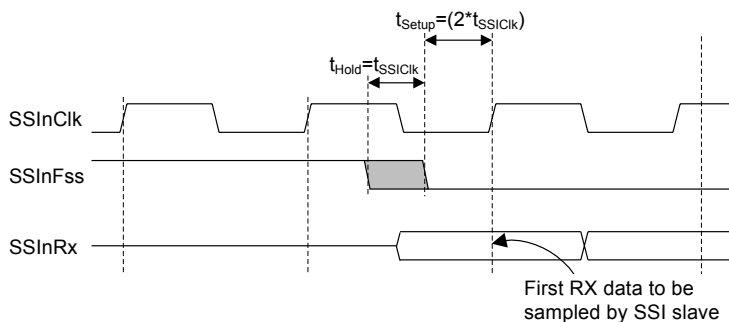 tSetup=(2*tSSIClk)
tHold=tSSIClk
SSInClk
SSInFss
SSInRx
First RX data to be
sampled by SSI slave